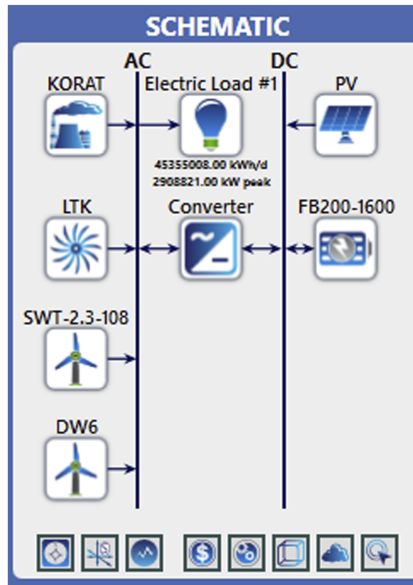 SCHEMATIC
AC DC
KORAT Electric Load #1 PV
45355008.00 kWh/d
2908821.00 kW peak
LTK Converter FB200-1600
SWT-2.3-108
DW6